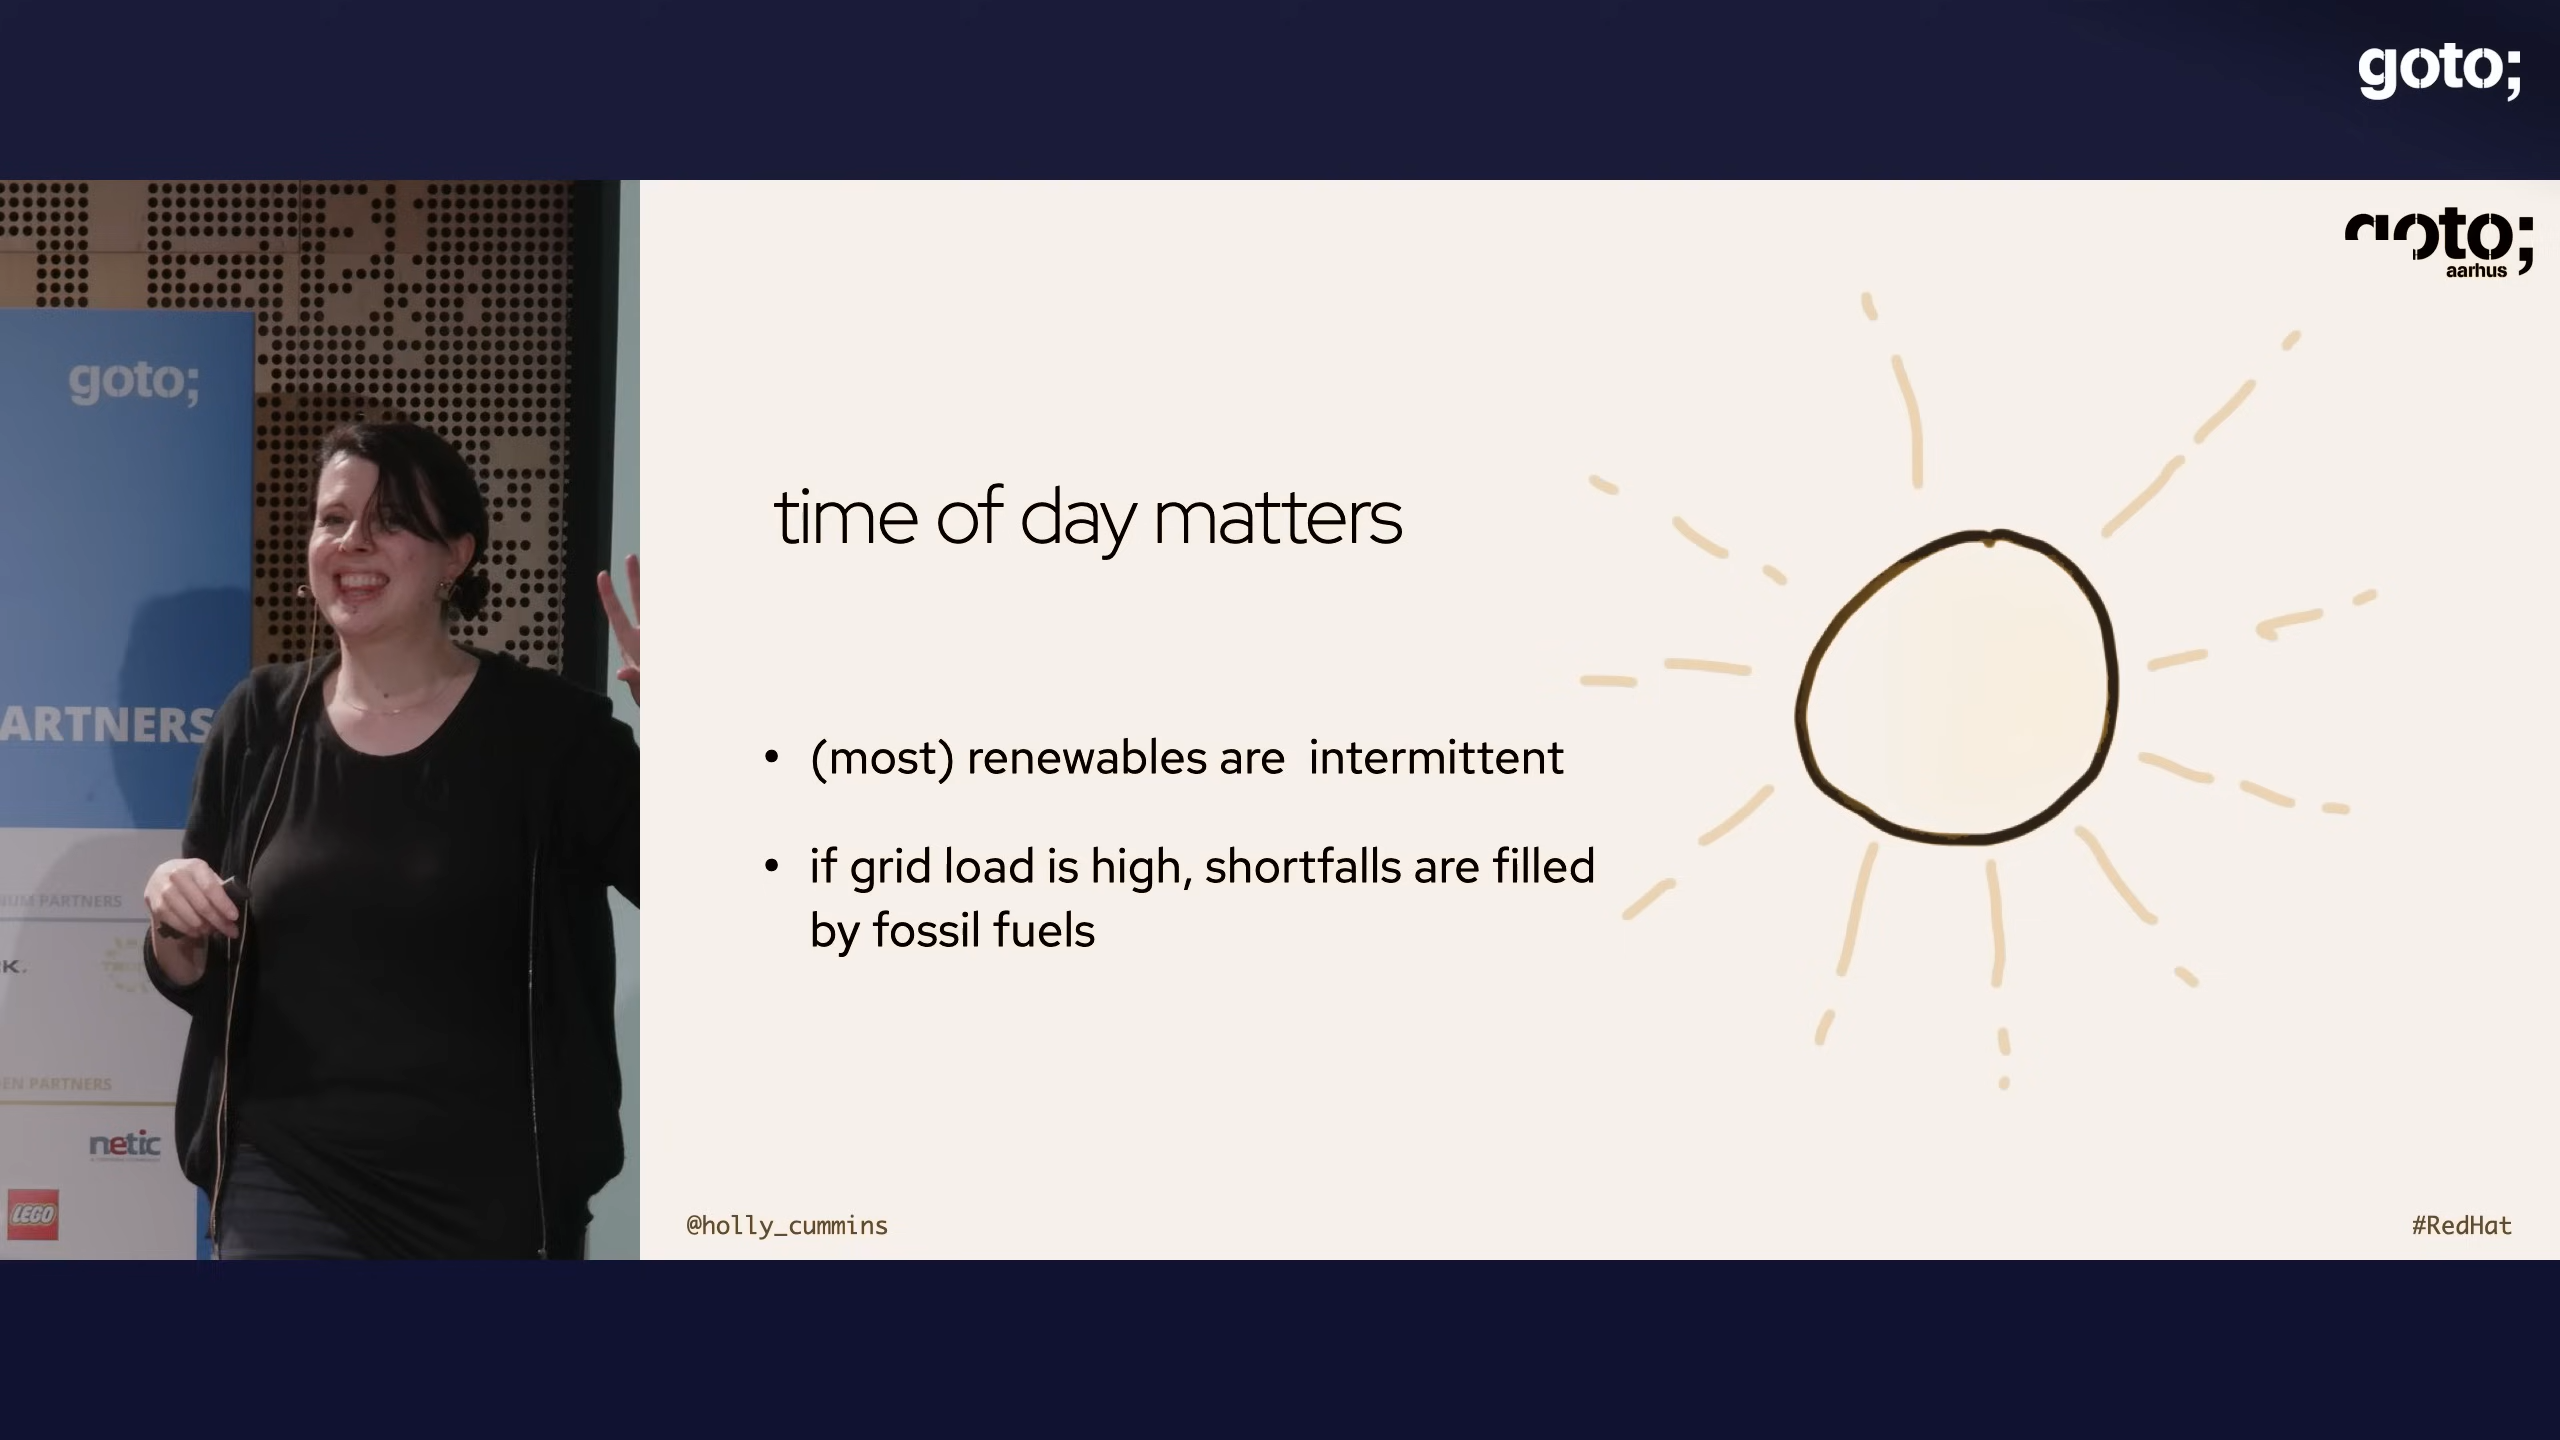 goto;
goto;
aarhus
goto;
ARTNERS
time of day matters
• (most) renewables are  intermittent
• if grid load is high, shortfalls are filled
by fossil fuels
NUM PARTNERS
K.
EN PARTNERS
netic
LEGO
@holly_cummins
#RedHat